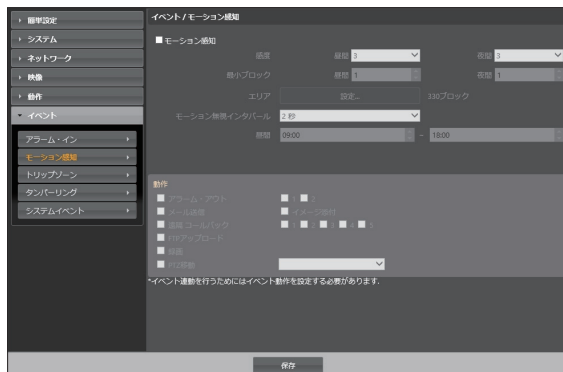 簡単設定
システム
ネットワーク
映像
動作
イベント
アラーム・イン
モーション感知
トリップゾーン
タンパーリング
システムイベント
イベント / モーション感知
モーション感知
感度 昼間 3 夜間 3
最小ブロック 昼間 1 夜間 1
エリア 設定... 330ブロック
モーション無視インタバール 2 秒
期間 09:00 ~ 18:00
動作
アラーム・アウト 1 2
メール送信 イメージ添付
遠隔コールバック 1 2 3 4 5
FTPアップロード
録画
PTZ移動
*イベント連動を行うためにはイベント動作を設定する必要があります.
保存